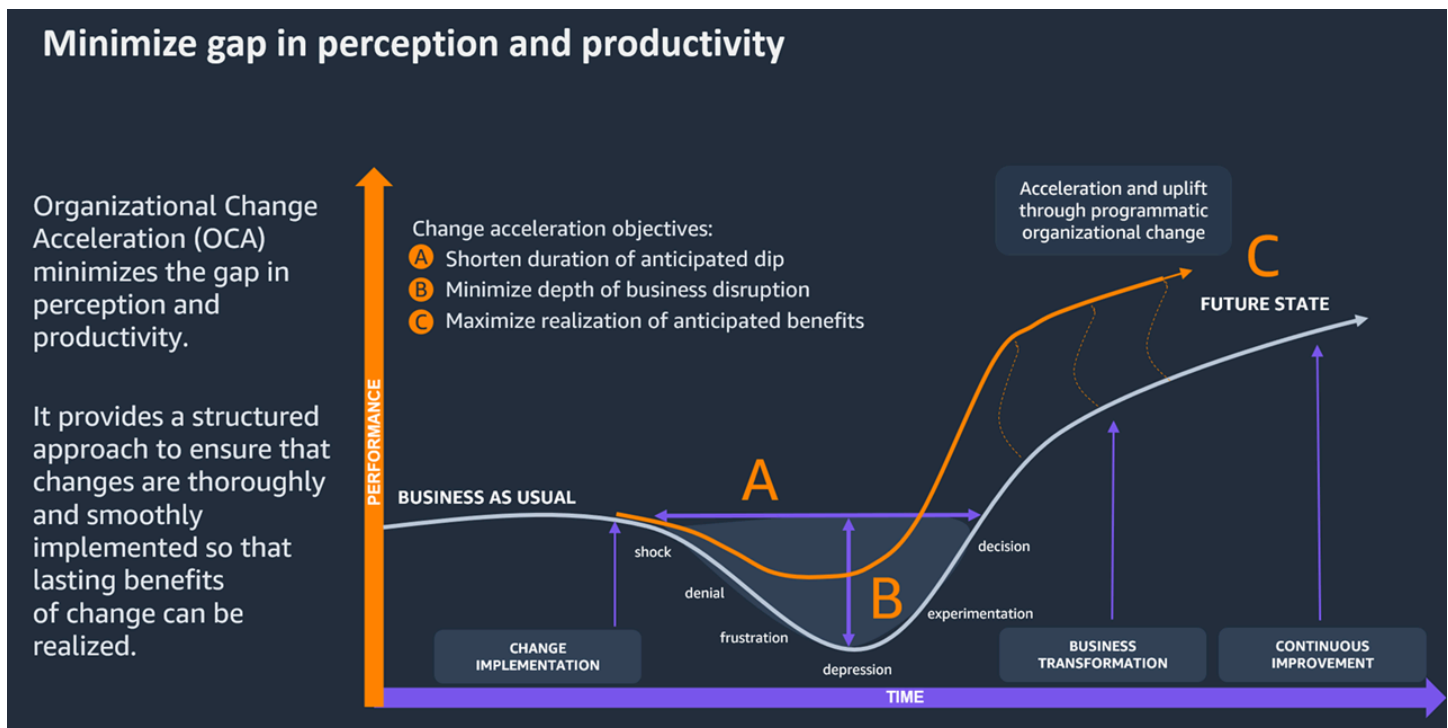 Minimize gap in perception and productivity
Organizational Change
Acceleration (OCA)
minimizes the gap in
perception and
productivity.
It provides a structured
approach to ensure that
changes are thoroughly
and smoothly
implemented so that
lasting benefits
of change can be
realized.
PERFORMANCE
Change acceleration objectives:
A Shorten duration of anticipated dip
B Minimize depth of business disruption
C Maximize realization of anticipated benefits
Acceleration and uplift
through programmatic
organizational change
C
FUTURE STATE
BUSINESS AS USUAL
A
shock
denial
frustration
depression
B
experimentation
decision
CHANGE
IMPLEMENTATION
BUSINESS
TRANSFORMATION
CONTINUOUS
IMPROVEMENT
TIME